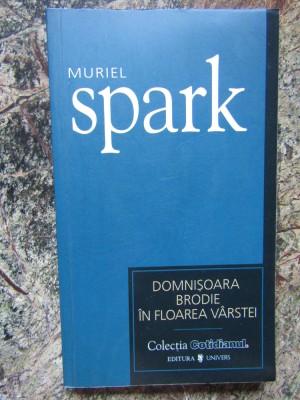 MURIEL
spark
DOMNIȘOARA
BRODIE
ÎN FLOAREA VÂRSTEI
Colecția Cotidianul.
EDITURA UNIVERS